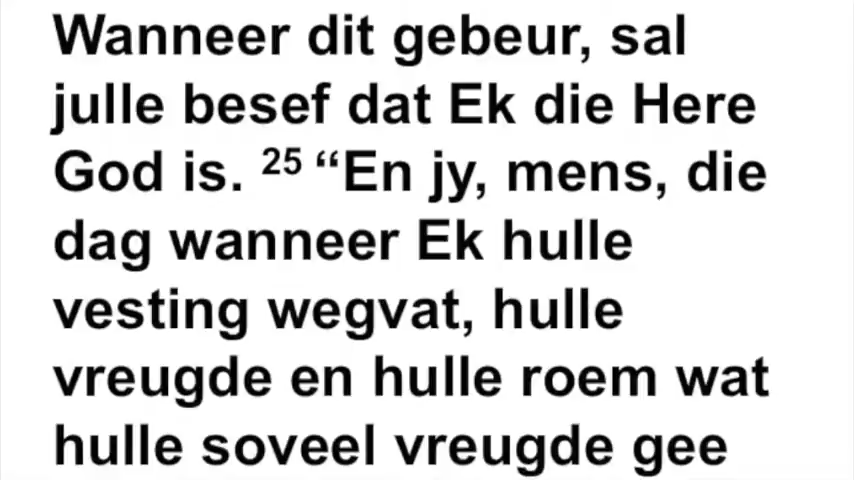 Wanneer dit gebeur, sal
julle besef dat Ek die Here
God is. 25 “En jy, mens, die
dag wanneer Ek hulle
vesting wegvat, hulle
vreugde en hulle roem wat
hulle soveel vreugde gee